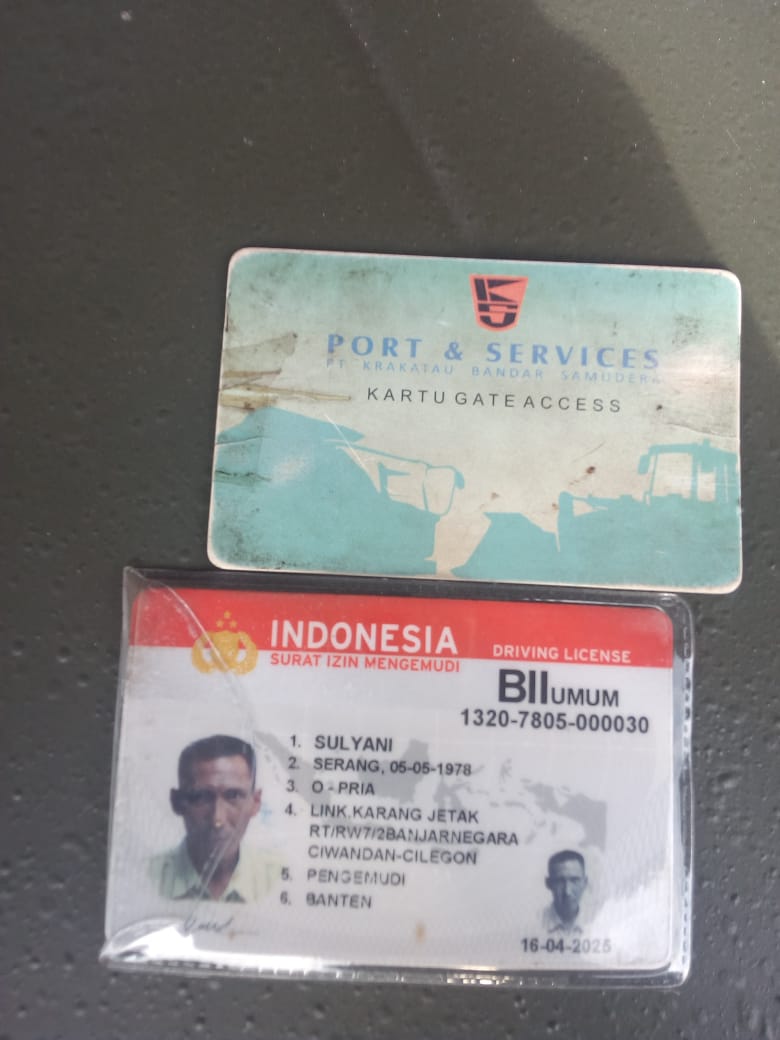 PORT & SERVICES
PT KRAKATAU BANDAR SAMUDERA
KARTU GATE ACCESS
INDONESIA
SURAT IZIN MENGEMUDI
DRIVING LICENSE
BII UMUM
1320-7805-000030
1. SULYANI
2. SERANG, 05-05-1978
3. O - PRIA
4. LINK.KARANG JETAK
RT/RW7/2BANJARNEGARA
CIWANDAN-CILEGON
5. PENGEMUDI
6. BANTEN
16-04-2025